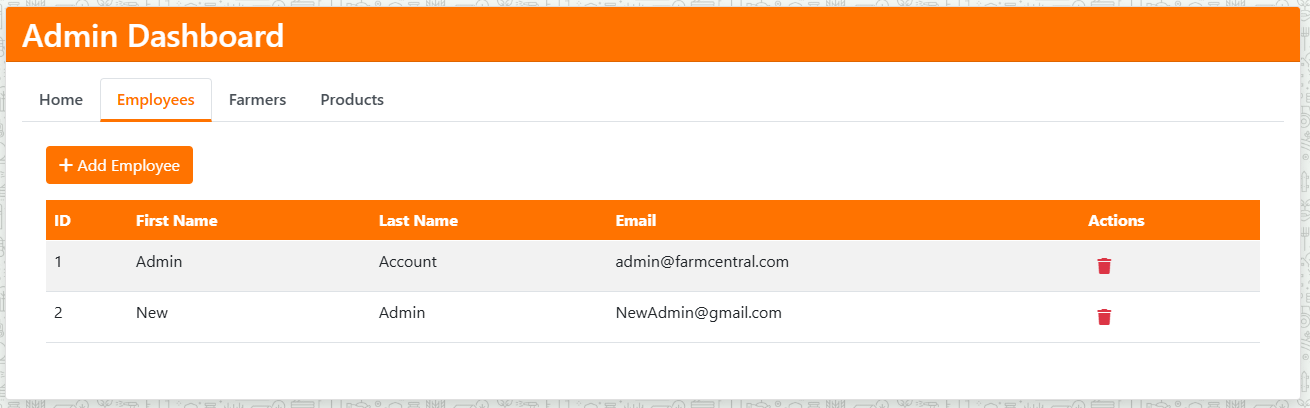 Admin Dashboard
Home Employees Farmers Products
+ Add Employee
ID First Name Last Name Email Actions
1 Admin Account admin@farmcentral.com
2 New Admin NewAdmin@gmail.com